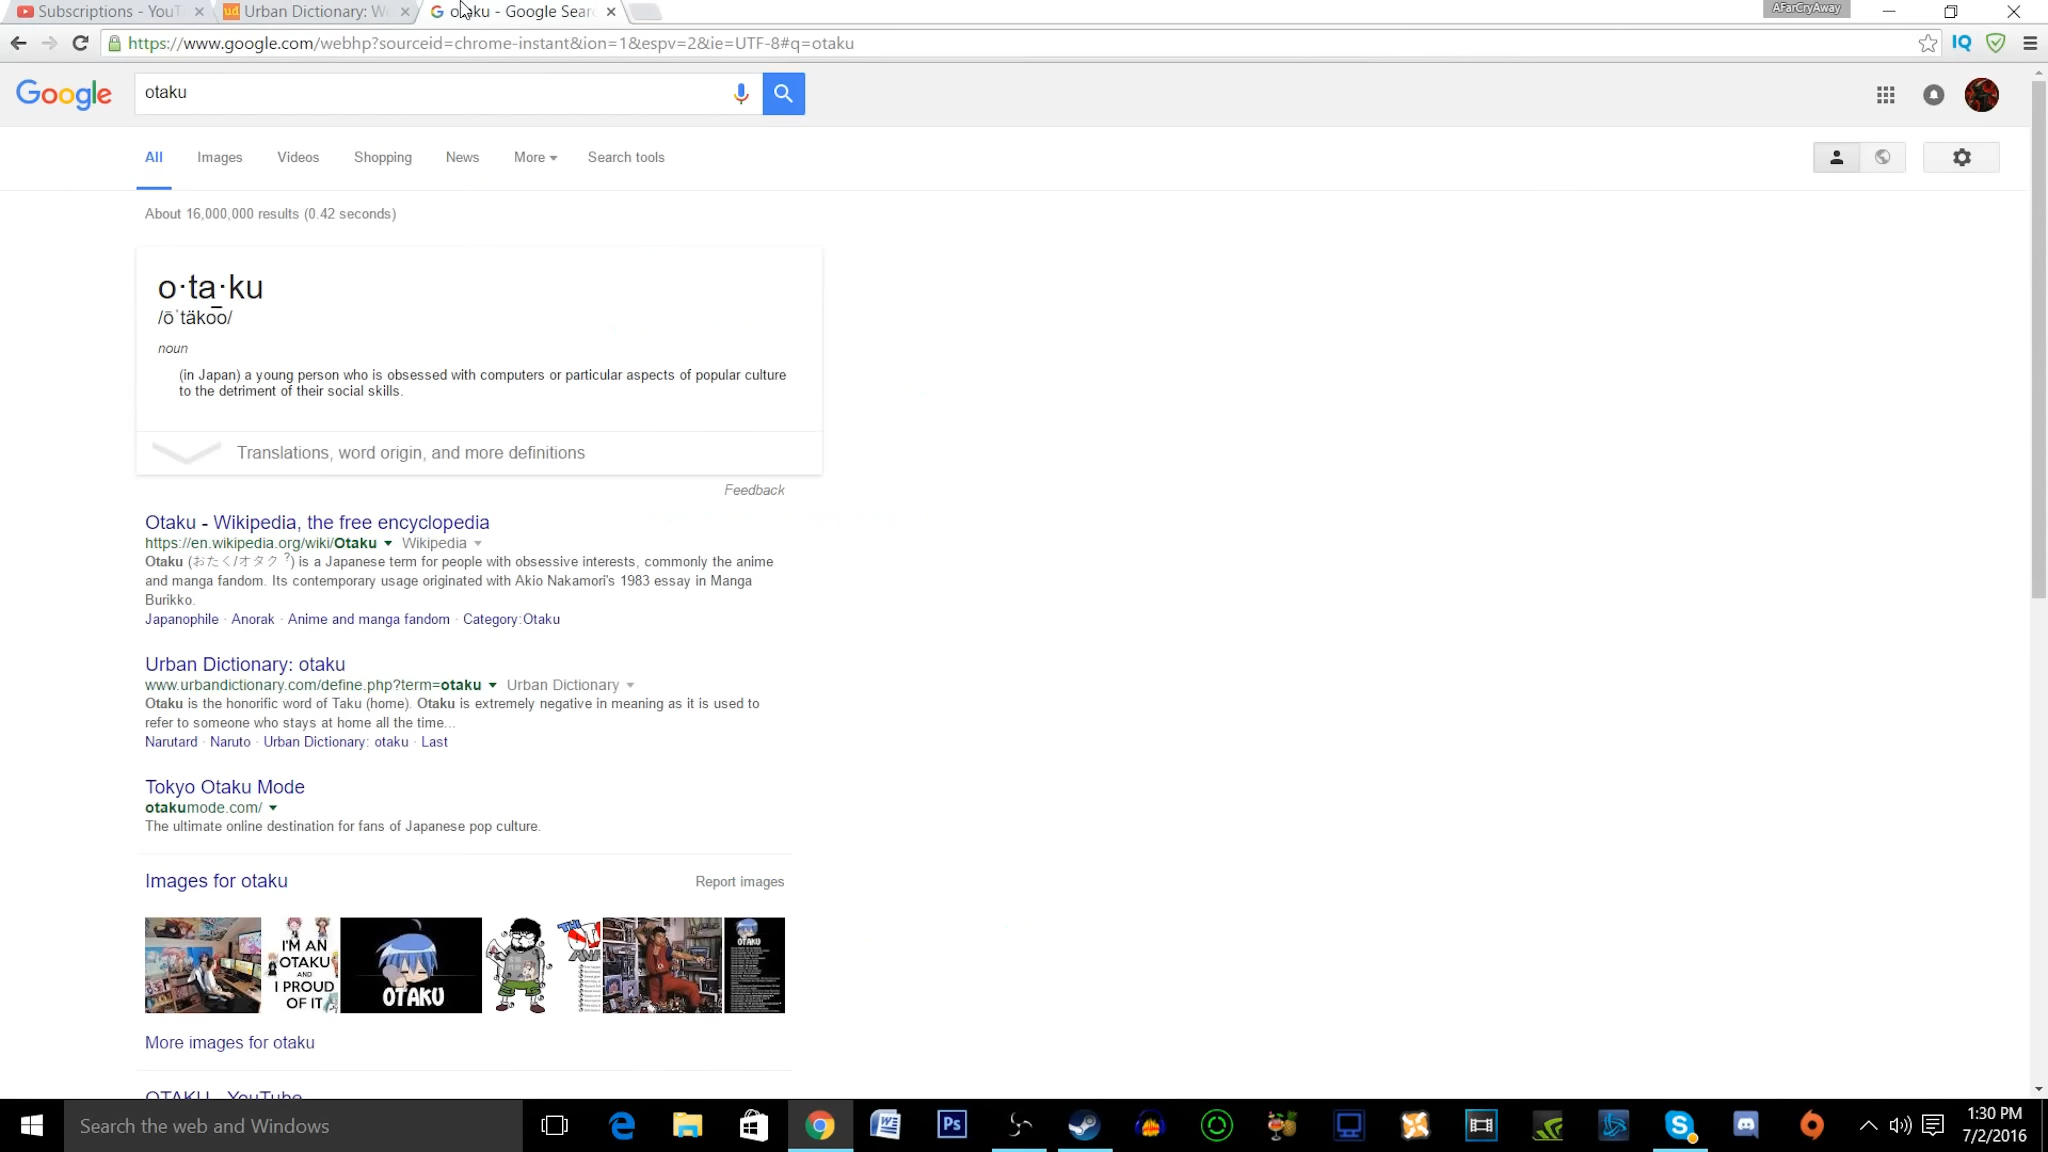 Subscriptions - YouT
Urban Dictionary: W
otaku - Google Sear
AFarCryAway
https://www.google.com/webhp?sourceid=chrome-instant&ion=1&espv=2&ie=UTF-8#q=otaku
IQ
Google
otaku
All Images Videos Shopping News More Search tools
About 16,000,000 results (0.42 seconds)
o·ta·ku
/ōˈtäko͞o/
noun
(in Japan) a young person who is obsessed with computers or particular aspects of popular culture
to the detriment of their social skills.
Translations, word origin, and more definitions
Feedback
Otaku - Wikipedia, the free encyclopedia
https://en.wikipedia.org/wiki/Otaku Wikipedia
Otaku (おたく/オタク ?) is a Japanese term for people with obsessive interests, commonly the anime
and manga fandom. Its contemporary usage originated with Akio Nakamori's 1983 essay in Manga
Burikko.
Japanophile · Anorak · Anime and manga fandom · Category:Otaku
Urban Dictionary: otaku
www.urbandictionary.com/define.php?term=otaku Urban Dictionary
Otaku is the honorific word of Taku (home). Otaku is extremely negative in meaning as it is used to
refer to someone who stays at home all the time...
Narutard · Naruto · Urban Dictionary: otaku · Last
Tokyo Otaku Mode
otakumode.com/
The ultimate online destination for fans of Japanese pop culture.
Images for otaku
Report images
I'M AN
OTAKU
AND
I PROUD
OF IT
OTAKU
OTAKU
More images for otaku
OTAKU - YouTube
Search the web and Windows
Ps
1:30 PM
7/2/2016